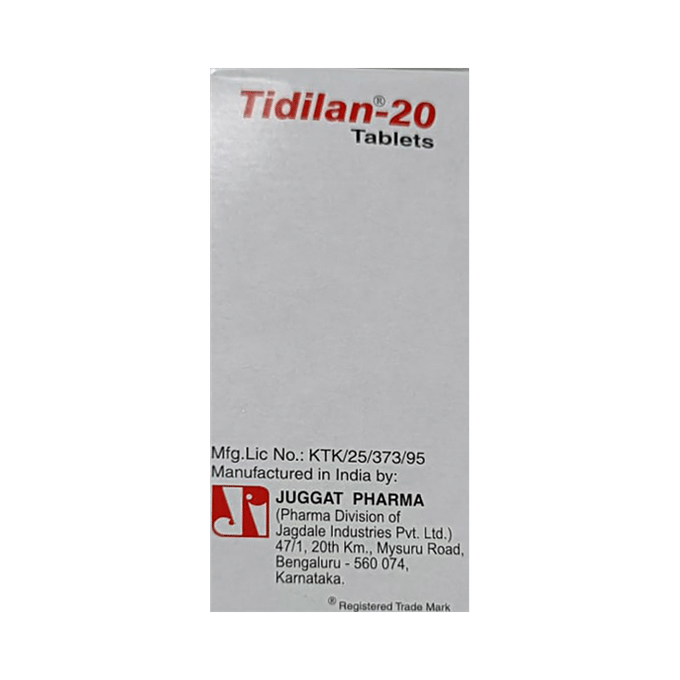 Tidilan®-20
Tablets
Mfg.Lic No.: KTK/25/373/95
Manufactured in India by:
JUGGAT PHARMA
(Pharma Division of
Jagdale Industries Pvt. Ltd.)
47/1, 20th Km., Mysuru Road,
Bengaluru - 560 074,
Karnataka.
® Registered Trade Mark